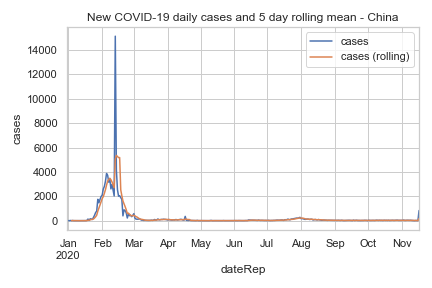 New COVID-19 daily cases and 5 day rolling mean - China
cases
cases (rolling)
14000
12000
10000
8000
6000
4000
2000
0
cases
Jan Feb Mar Apr May Jun Jul Aug Sep Oct Nov
2020
dateRep